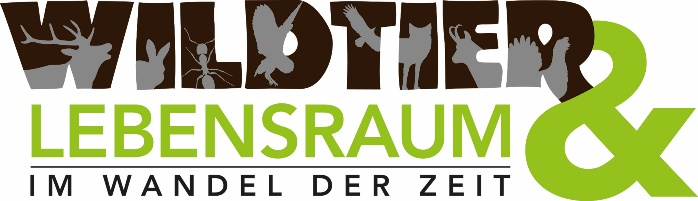 WILDTIER &
LEBENSRAUM
IM WANDEL DER ZEIT